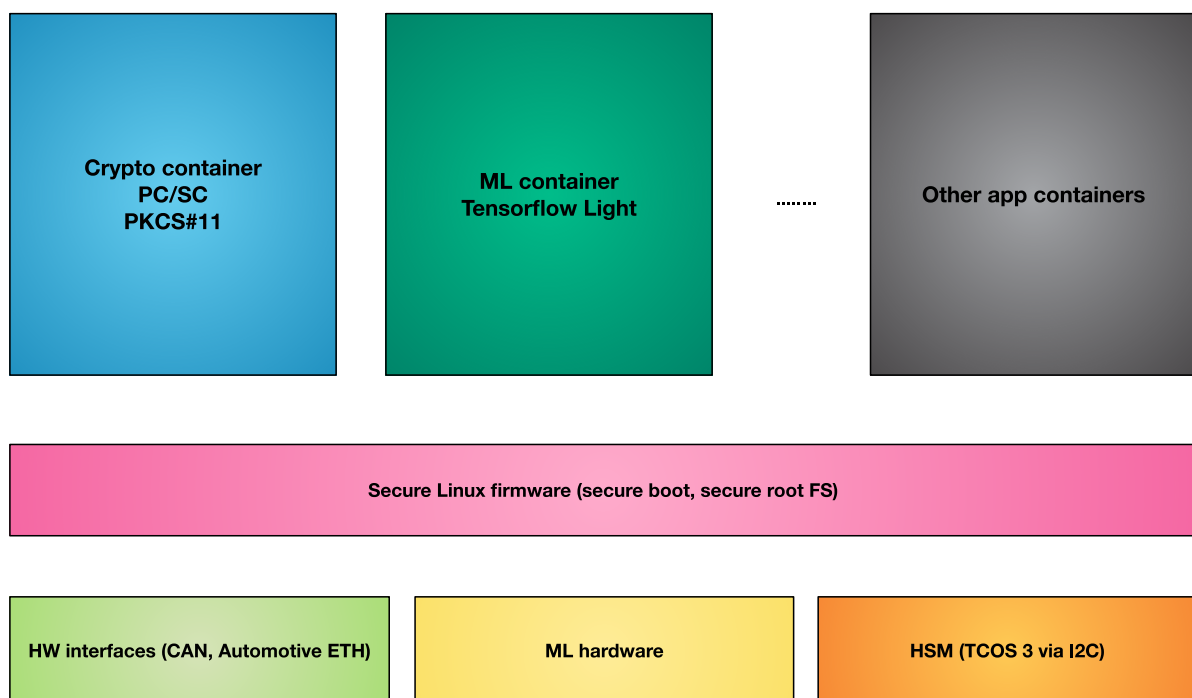 Crypto container
PC/SC
PKCS#11
ML container
Tensorflow Light
........
Other app containers
Secure Linux firmware (secure boot, secure root FS)
HW interfaces (CAN, Automotive ETH)
ML hardware
HSM (TCOS 3 via I2C)